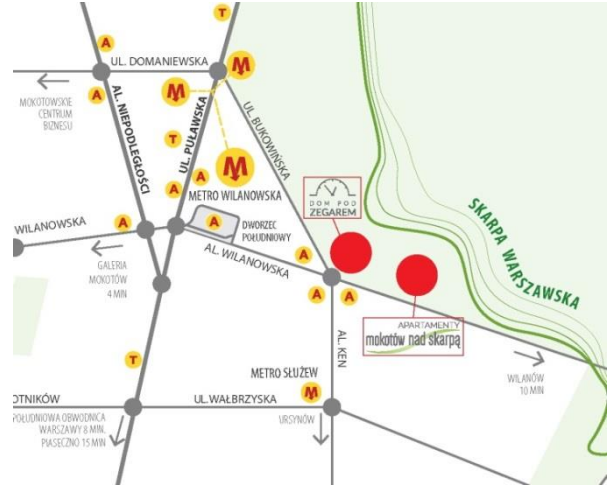 T
A
UL. DOMANIEWSKA
M
M
A
MOKOTOWSKIE
CENTRUM
BIZNESU
AL. NIEPODLEGŁOŚCI
UL. PUŁAWSKA
UL. BUKOWIŃSKA
T
M
A
A
METRO WILANOWSKA
DOM POD
ZEGAREM
SKARPA WARSZAWSKA
WILANOWSKA
A
A
DWORZEC
POŁUDNIOWY
AL. WILANOWSKA
A
GALERIA
MOKOTÓW
4 MIN
A
A
APARTAMENTY
mokotów nad skarpą
AL. KEN
T
METRO SŁUŻEW
M
WILANÓW
10 MIN
OTNIKÓW
UL.WAŁBRZYSKA
POŁUDNIOWA OBWODNICA
WARSZAWY 8 MIN.
PIASECZNO 15 MIN
URSYNÓW